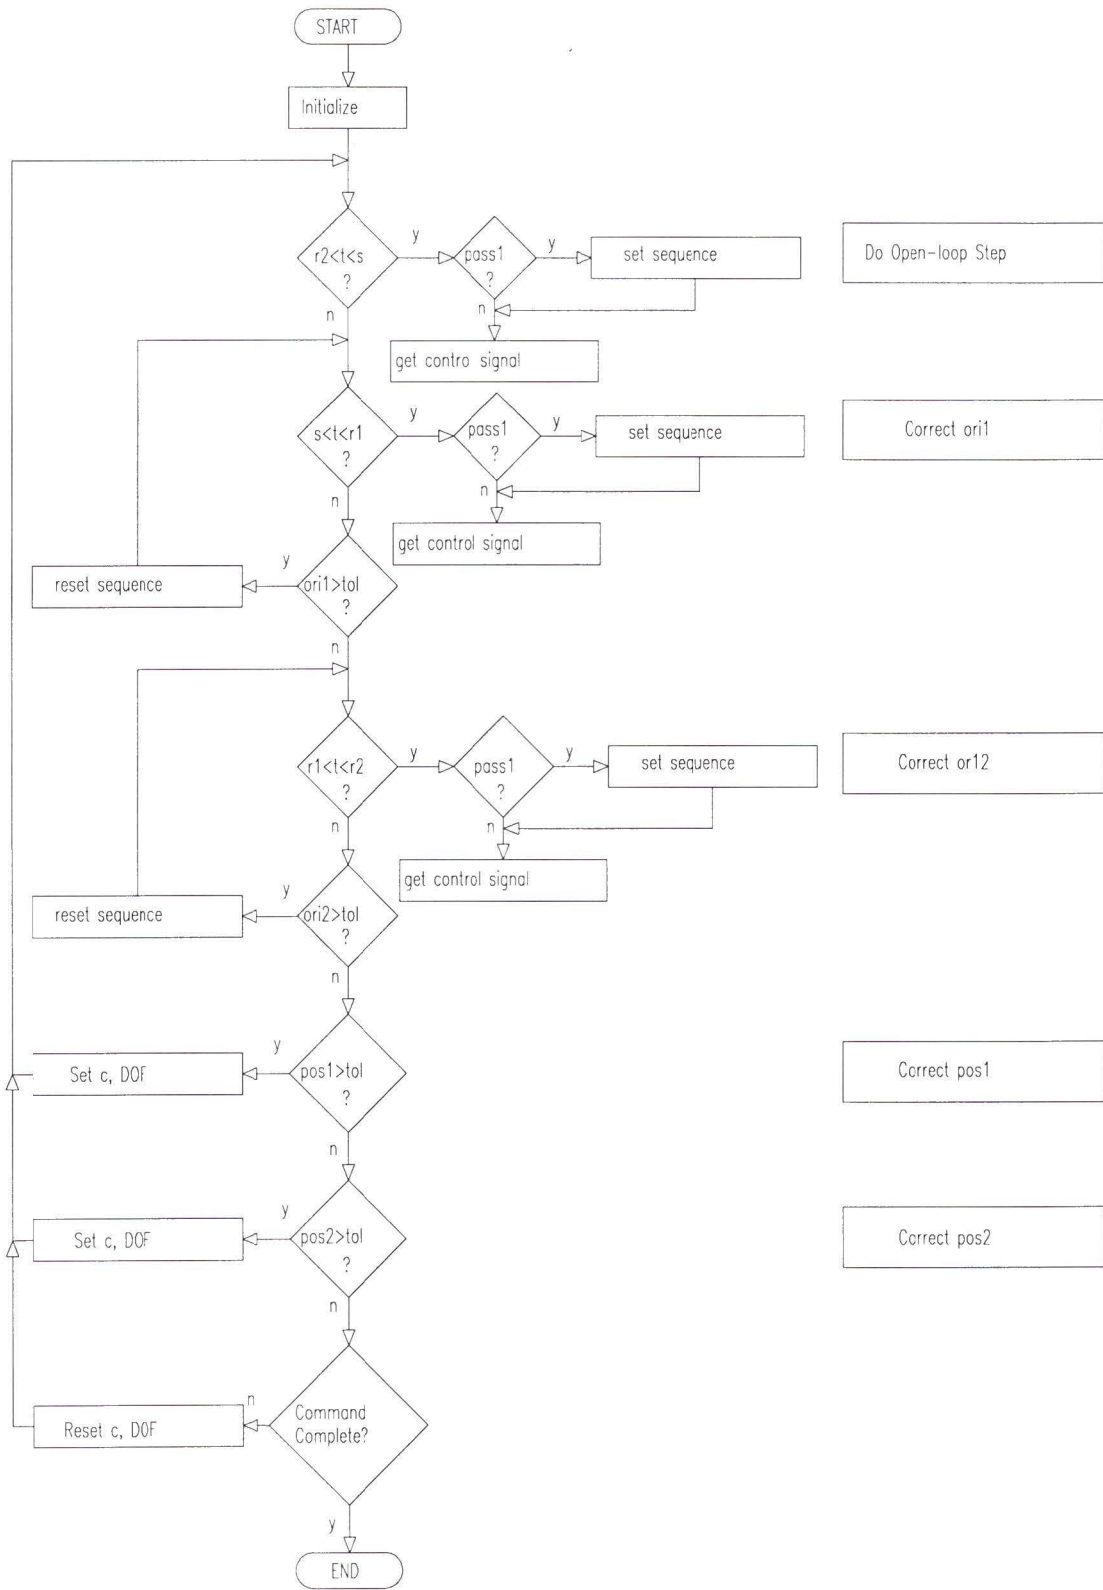 START
Initialize
r2<t<s
?
y
pass1
?
y
set sequence
Do Open-loop Step
n
n
get contro signal
s<t<r1
?
y
pass1
?
y
set sequence
Correct ori1
n
n
get control signal
ori1>tol
?
y
reset sequence
n
r1<t<r2
?
y
pass1
?
y
set sequence
Correct or12
n
n
get control signal
ori2>tol
?
y
reset sequence
n
pos1>tol
?
y
Set c, DOF
Correct pos1
n
pos2>tol
?
y
Set c, DOF
Correct pos2
n
Command
Complete?
n
Reset c, DOF
y
END